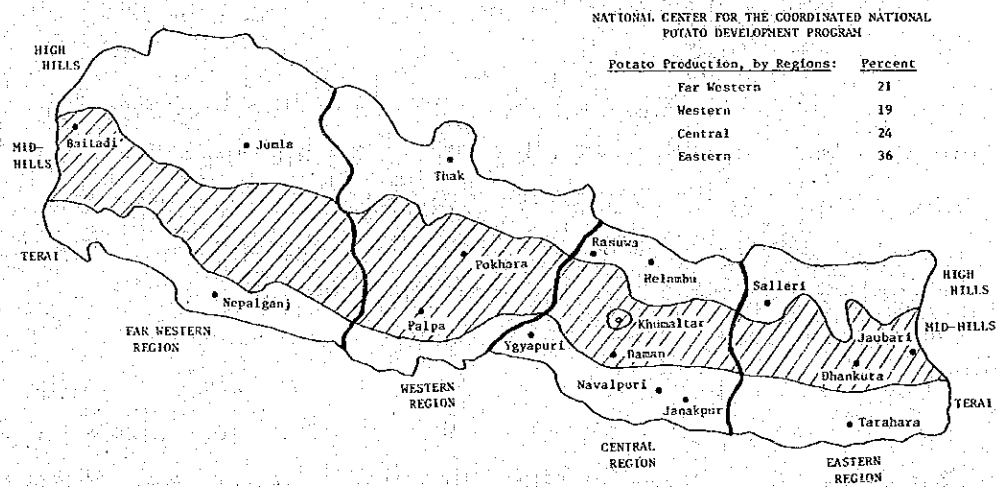 NATIONAL CENTER FOR THE COORDINATED NATIONAL
POTATO DEVELOPMENT PROGRAM
Potato Production, by Regions: Percent
Far Western 21
Western 19
Central 24
Eastern 36
HIGH
HILLS
MID-
HILLS
TERAI
Baitadi
Jumla
Nepalganj
FAR WESTERN
REGION
Thak
Pokhara
Palpa
WESTERN
REGION
Rasuwa
Helambu
Khumaltar
Ygyapuri
Daman
Navalpuri
Janakpur
CENTRAL
REGION
Salleri
Jaubari
Dhankuta
Tarahara
EASTERN
REGION
HIGH
HILLS
MID-HILLS
TERAI